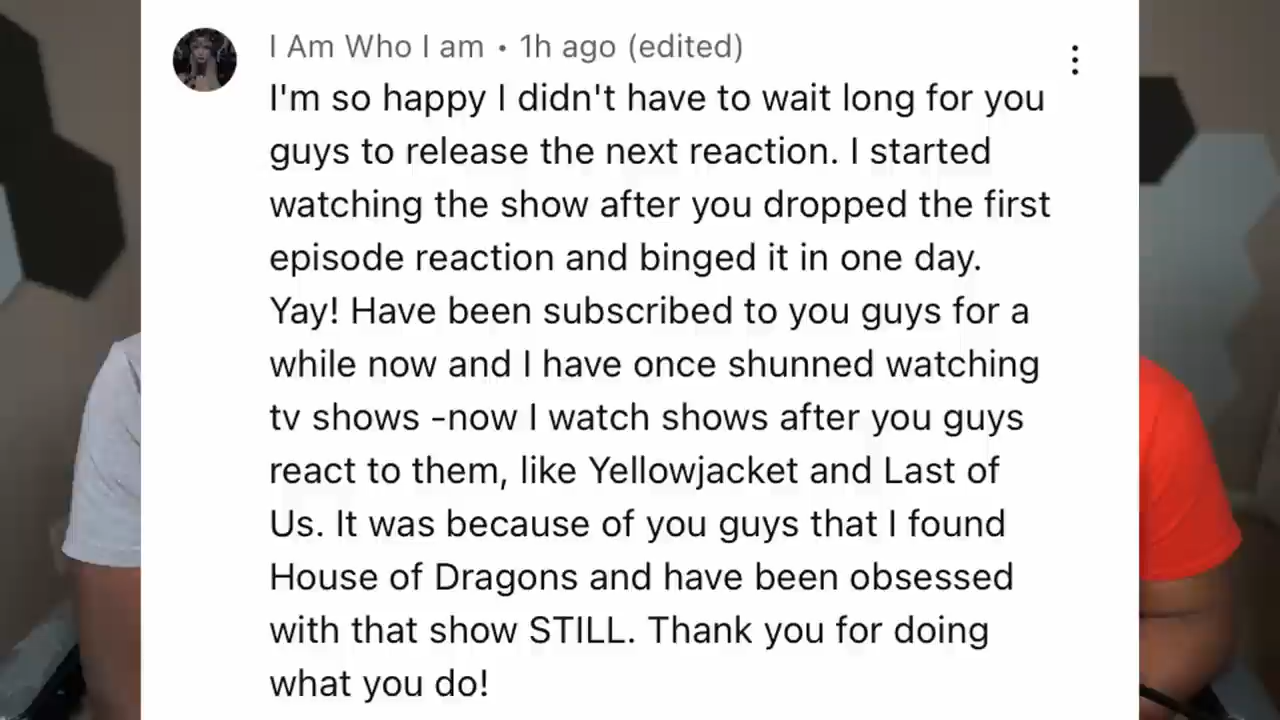 I Am Who I am • 1h ago (edited)
I'm so happy I didn't have to wait long for you
guys to release the next reaction. I started
watching the show after you dropped the first
episode reaction and binged it in one day.
Yay! Have been subscribed to you guys for a
while now and I have once shunned watching
tv shows -now I watch shows after you guys
react to them, like Yellowjacket and Last of
Us. It was because of you guys that I found
House of Dragons and have been obsessed
with that show STILL. Thank you for doing
what you do!